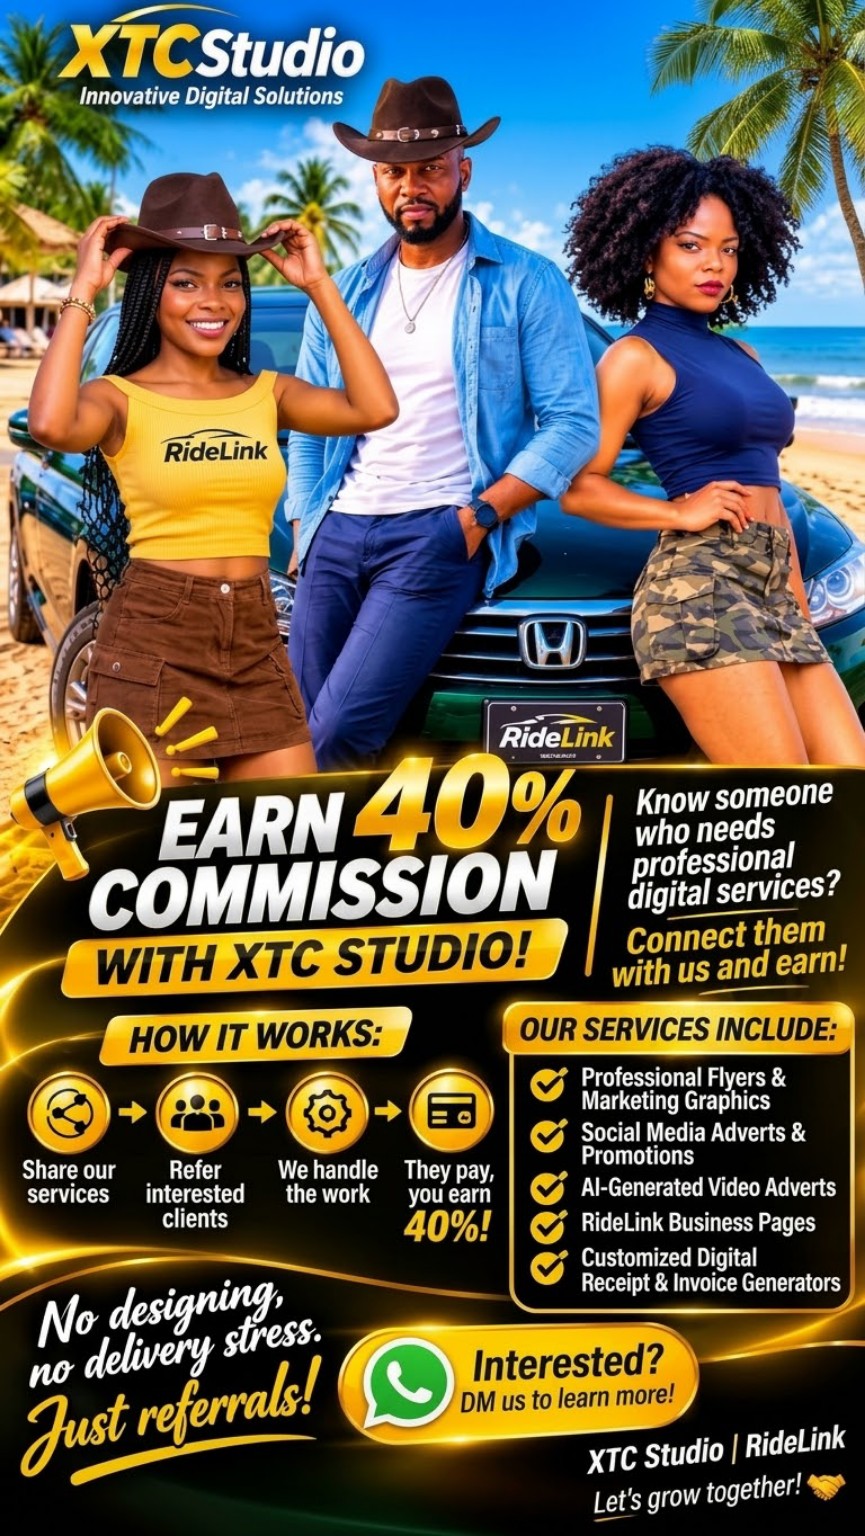 XTCStudio
Innovative Digital Solutions
RideLink
RideLink
EARN 40%
COMMISSION
WITH XTC STUDIO!
Know someone
who needs
professional
digital services?
Connect them
with us and earn!
HOW IT WORKS:
Share our
services
Refer
interested
clients
We handle
the work
They pay,
you earn
40%!
OUR SERVICES INCLUDE:
Professional Flyers &
Marketing Graphics
Social Media Adverts &
Promotions
AI-Generated Video Adverts
RideLink Business Pages
Customized Digital
Receipt & Invoice Generators
No designing,
no delivery stress.
Just referrals!
Interested?
DM us to learn more!
XTC Studio | RideLink
Let's grow together!